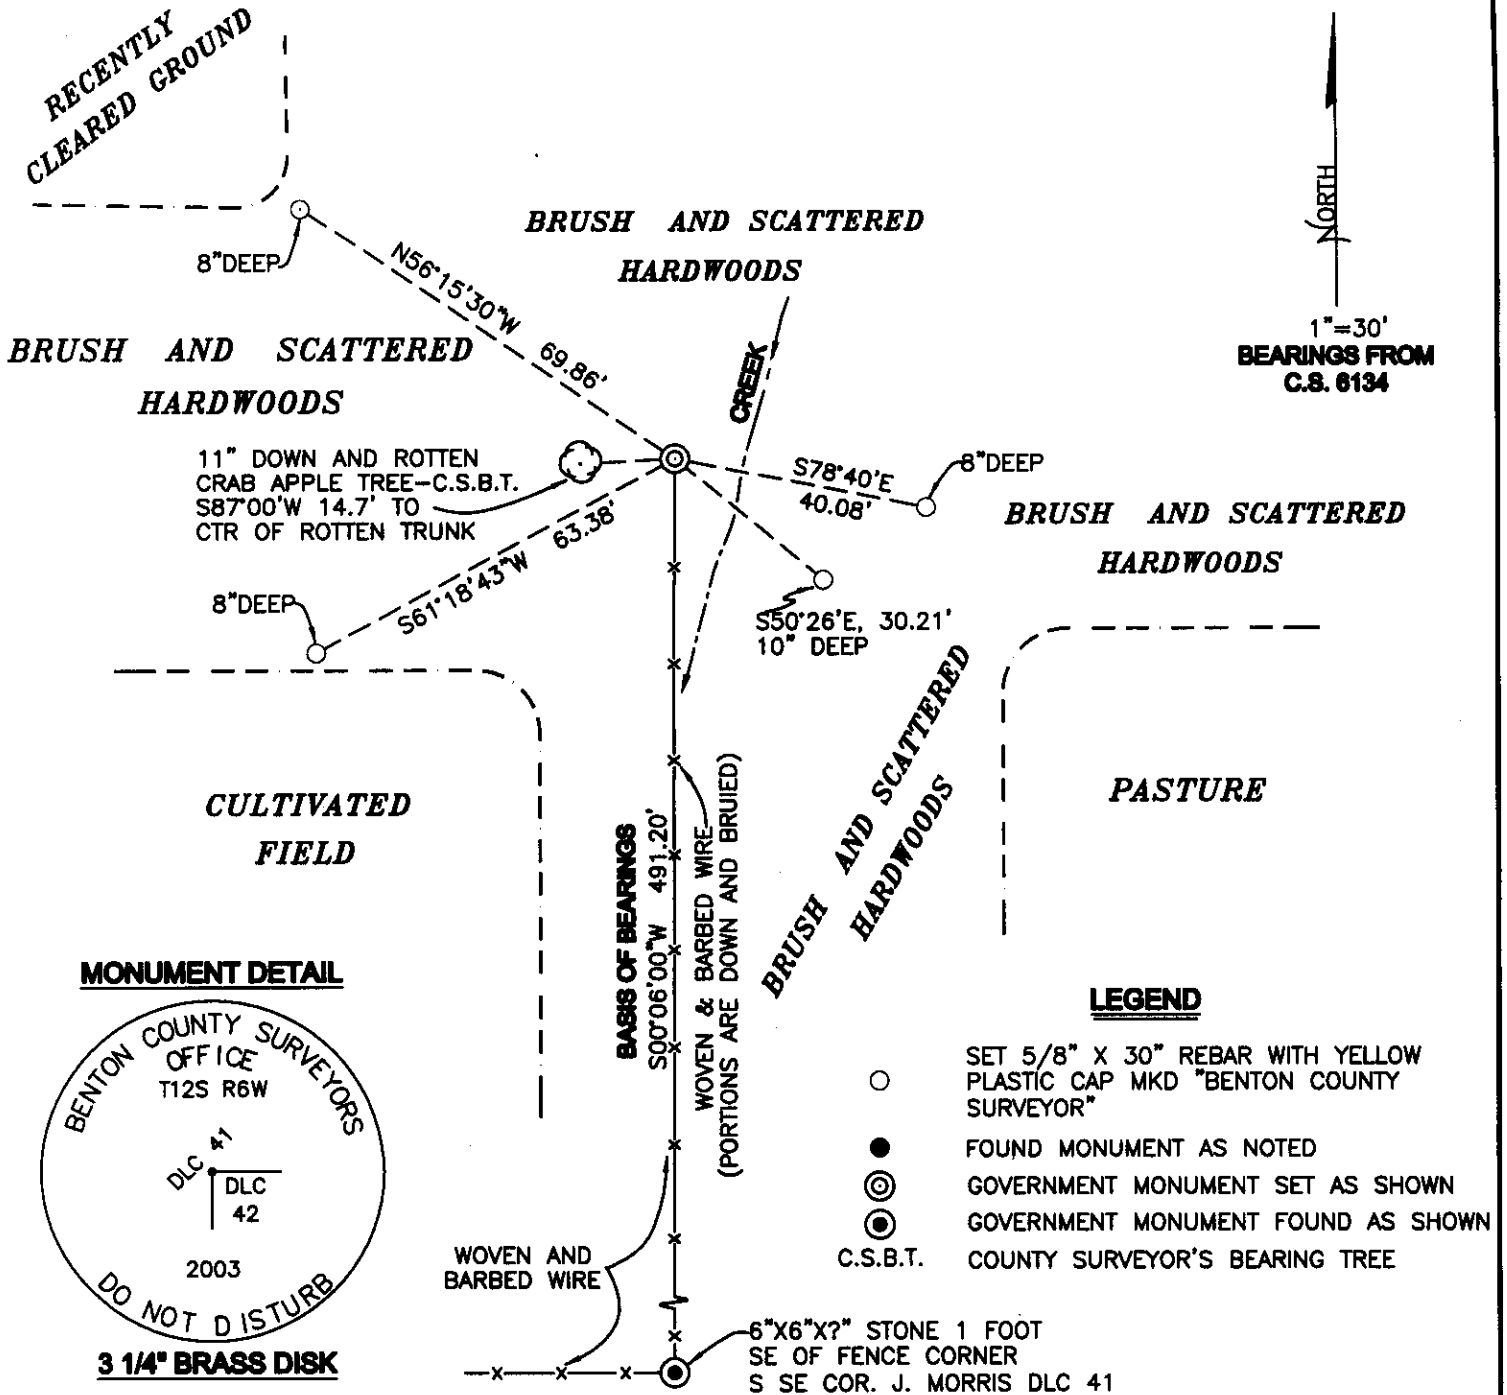 RECENTLY
CLEARED GROUND
BRUSH AND SCATTERED
HARDWOODS
NORTH
8"DEEP
N56°15'30"W 69.86'
1"=30'
BEARINGS FROM
C.S. 6134
BRUSH AND SCATTERED
HARDWOODS
CREEK
11" DOWN AND ROTTEN
CRAB APPLE TREE-C.S.B.T.
S87°00'W 14.7' TO
CTR OF ROTTEN TRUNK
S78°40'E
40.08'
8"DEEP
BRUSH AND SCATTERED
HARDWOODS
8"DEEP
S61°18'43"W 63.38'
S50°26'E, 30.21'
10" DEEP
BRUSH AND SCATTERED
HARDWOODS
CULTIVATED
FIELD
PASTURE
BASIS OF BEARINGS
S00°06'00"W 491.20'
WOVEN & BARBED WIRE
(PORTIONS ARE DOWN AND BRUIED)
MONUMENT DETAIL
BENTON COUNTY SURVEYORS
OFFICE
T12S R6W
DLC 41
DLC
42
2003
DO NOT DISTURB
3 1/4" BRASS DISK
WOVEN AND
BARBED WIRE
LEGEND
SET 5/8" X 30" REBAR WITH YELLOW
PLASTIC CAP MKD "BENTON COUNTY
SURVEYOR"
FOUND MONUMENT AS NOTED
GOVERNMENT MONUMENT SET AS SHOWN
GOVERNMENT MONUMENT FOUND AS SHOWN
C.S.B.T. COUNTY SURVEYOR'S BEARING TREE
6"X6"X?" STONE 1 FOOT
SE OF FENCE CORNER
S SE COR. J. MORRIS DLC 41